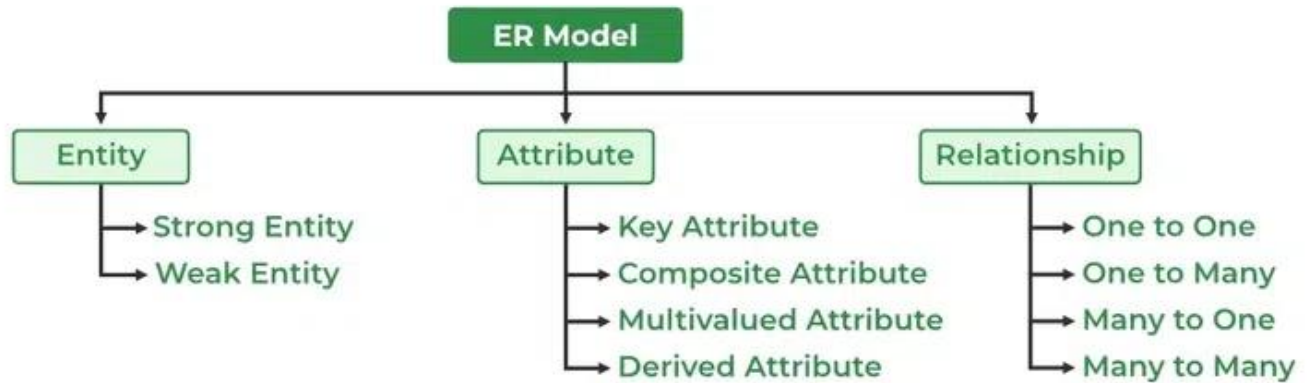 ER Model
Entity
Strong Entity
Weak Entity
Attribute
Key Attribute
Composite Attribute
Multivalued Attribute
Derived Attribute
Relationship
One to One
One to Many
Many to One
Many to Many